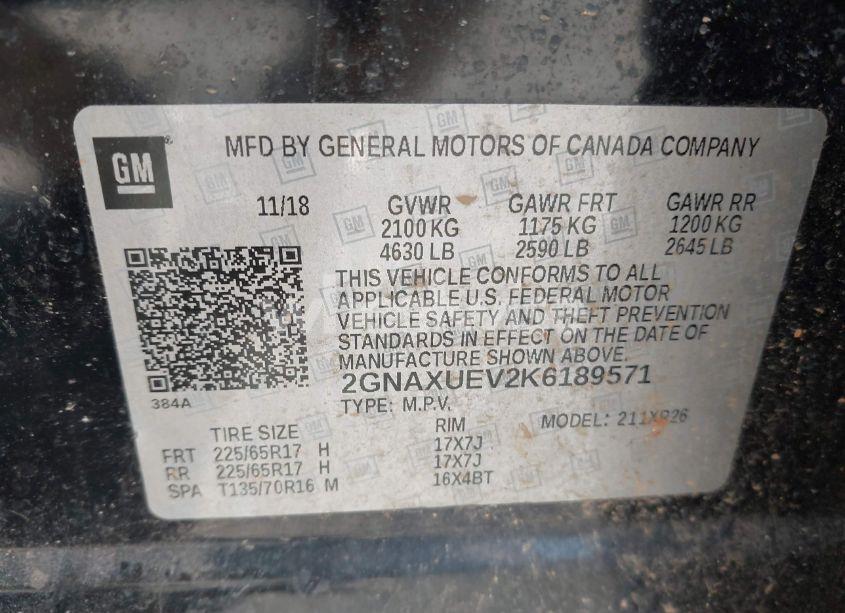 GM
MFD BY GENERAL MOTORS OF CANADA COMPANY
11/18 GVWR GAWR FRT GAWR RR
2100 KG 1175 KG 1200 KG
4630 LB 2590 LB 2645 LB
THIS VEHICLE CONFORMS TO ALL
APPLICABLE U.S. FEDERAL MOTOR
VEHICLE SAFETY AND THEFT PREVENTION
STANDARDS IN EFFECT ON THE DATE OF
MANUFACTURE SHOWN ABOVE.
2GNAXUEV2K6189571
384A
TYPE: M.P.V. MODEL: 211XR26
TIRE SIZE RIM
FRT 225/65R17 H 17X7J
RR 225/65R17 H 17X7J
SPA T135/70R16 M 16X4BT